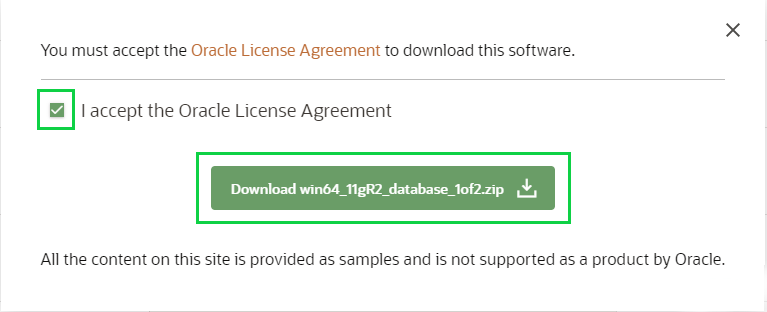 You must accept the Oracle License Agreement to download this software.
I accept the Oracle License Agreement
Download win64_11gR2_database_1of2.zip
All the content on this site is provided as samples and is not supported as a product by Oracle.